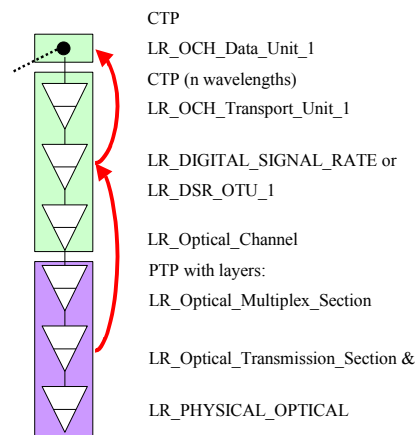 CTP
LR_OCH_Data_Unit_1
CTP (n wavelengths)
LR_OCH_Transport_Unit_1
LR_DIGITAL_SIGNAL_RATE or
LR_DSR_OTU_1
LR_Optical_Channel
PTP with layers:
LR_Optical_Multiplex_Section
LR_Optical_Transmission_Section &
LR_PHYSICAL_OPTICAL